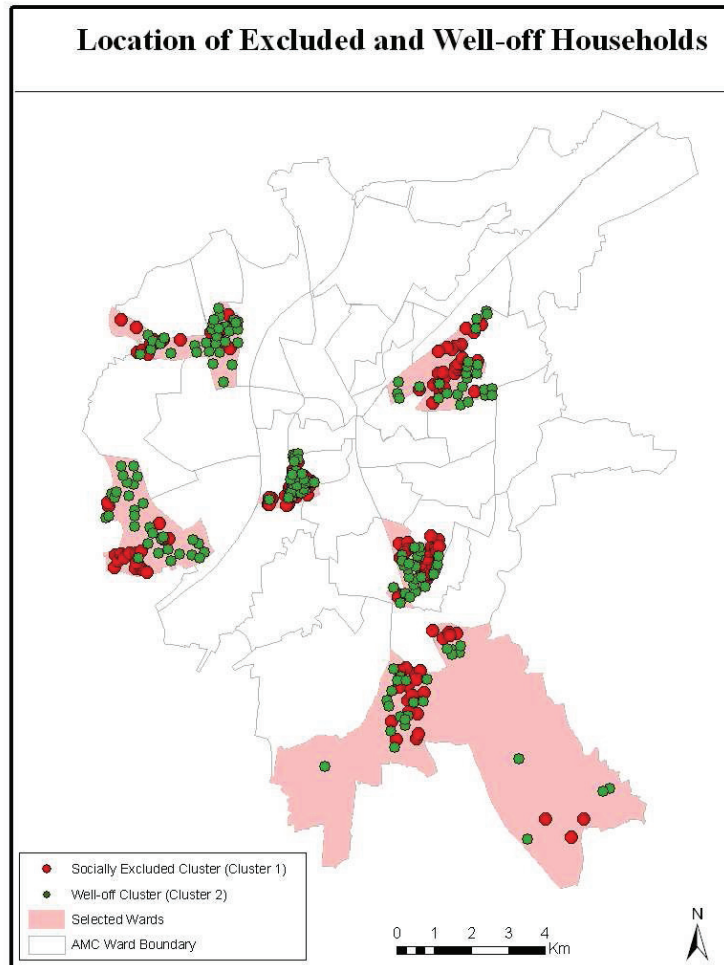 Location of Excluded and Well-off Households
Socially Excluded Cluster (Cluster 1)
Well-off Cluster (Cluster 2)
Selected Wards
AMC Ward Boundary
0 1 2 3 4
Km
N